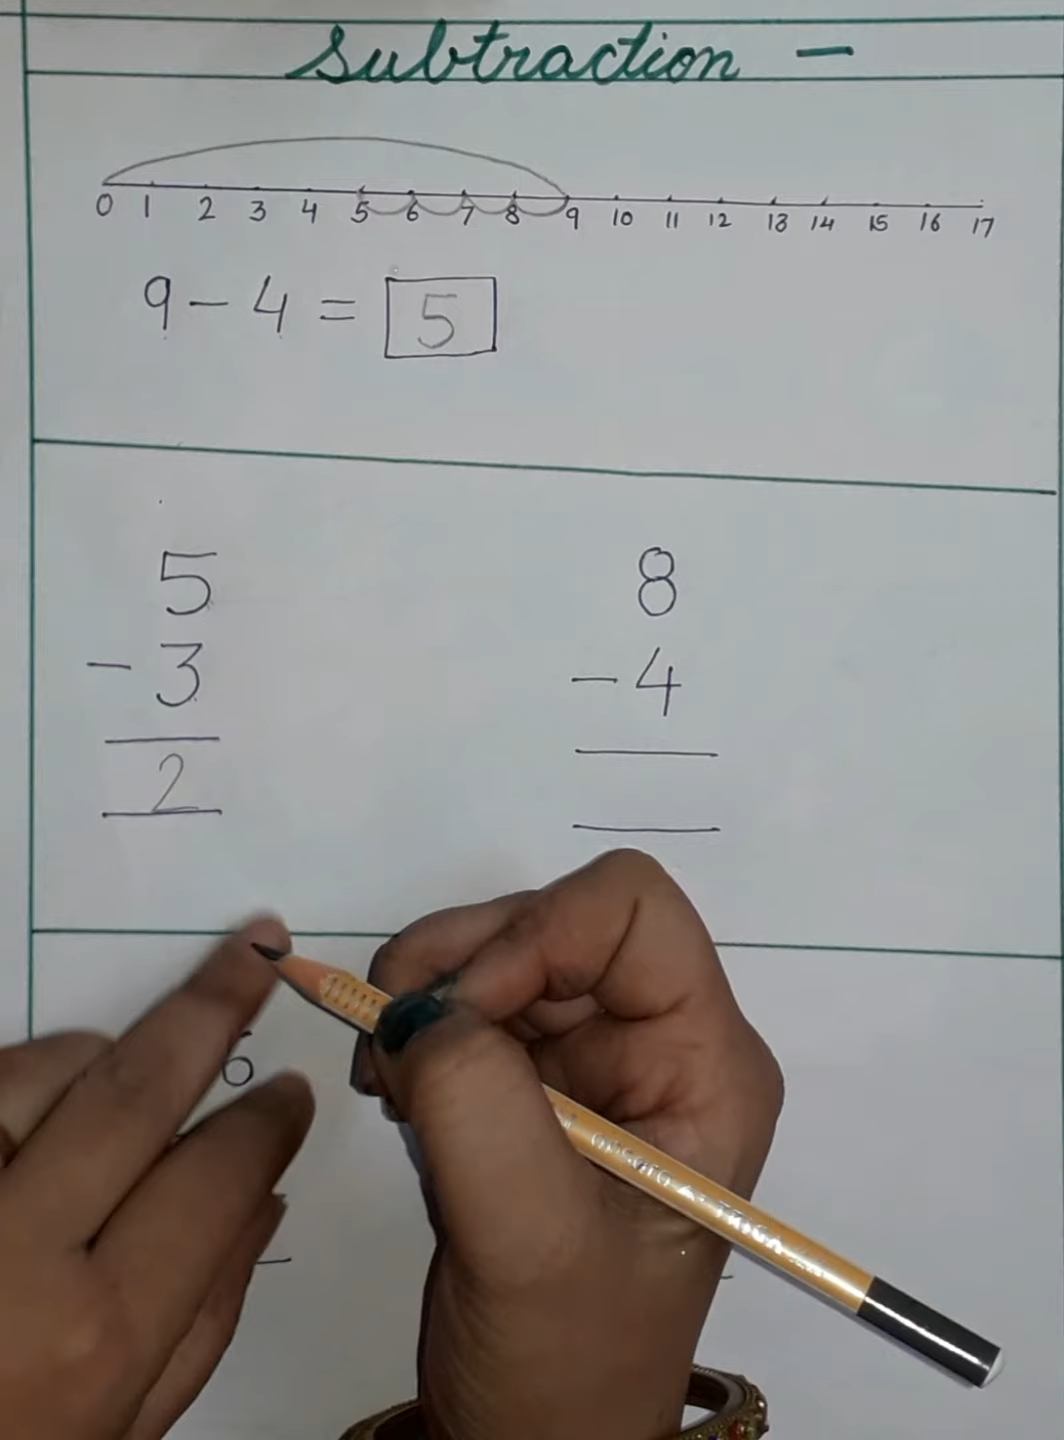 Subtraction —
0 1 2 3 4 5 6 7 8 9 10 11 12 13 14 15 16 17
9 - 4 = 5
5
- 3
2
8
- 4
6
apsara